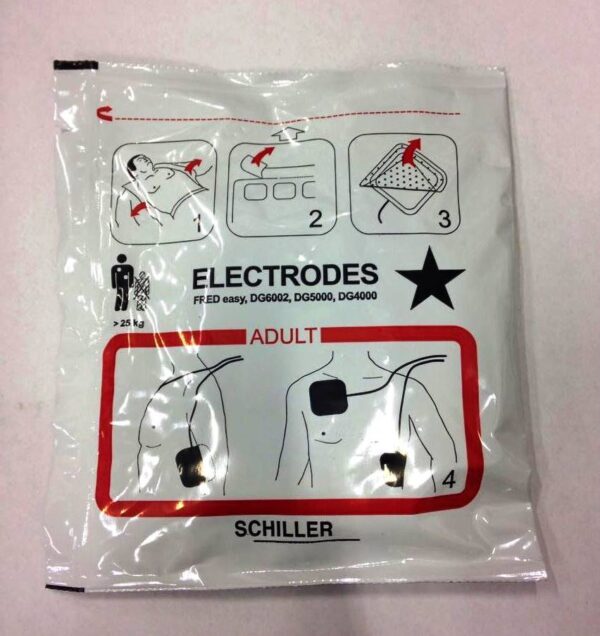 1
2
3
ELECTRODES
FRED easy, DG6002, DG5000, DG4000
> 25 kg
ADULT
4
SCHILLER